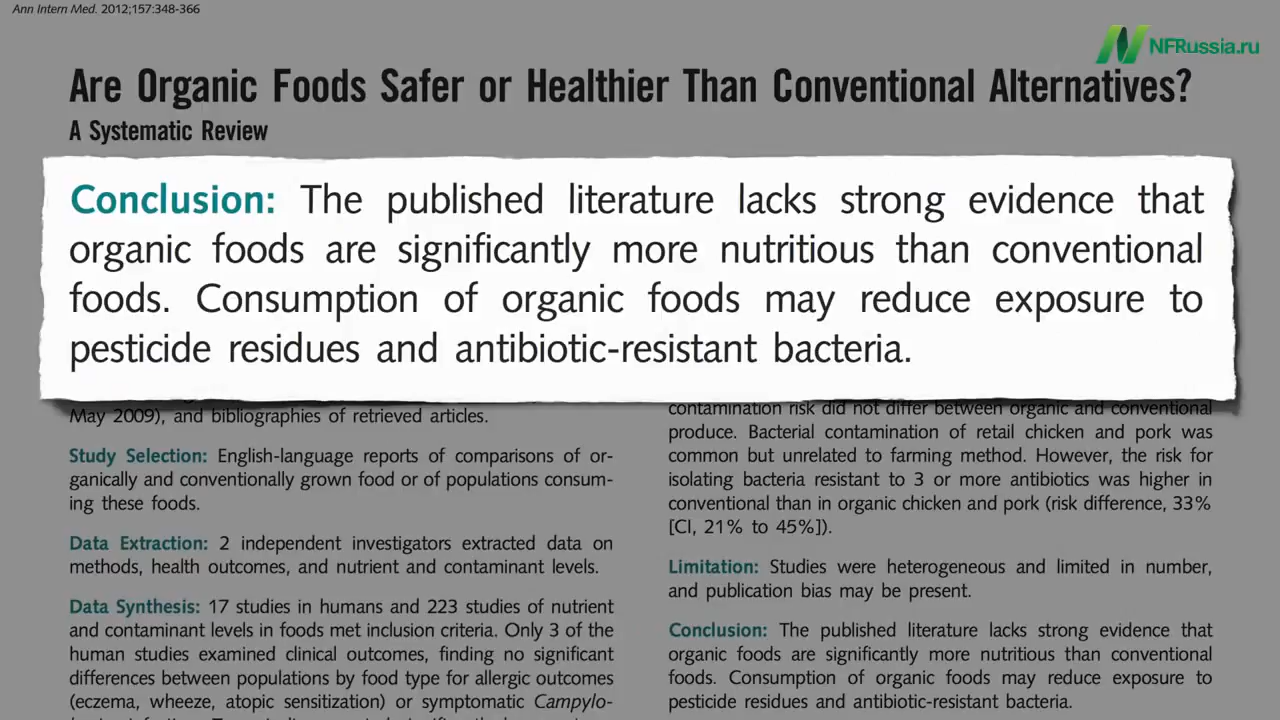 Ann Intern Med. 2012;157:348-366
NFRussia.ru
Are Organic Foods Safer or Healthier Than Conventional Alternatives?
A Systematic Review
Conclusion: The published literature lacks strong evidence that
organic foods are significantly more nutritious than conventional
foods. Consumption of organic foods may reduce exposure to
pesticide residues and antibiotic-resistant bacteria.
May 2009), and bibliographies of retrieved articles.
Study Selection: English-language reports of comparisons of or-
ganically and conventionally grown food or of populations consum-
ing these foods.
Data Extraction: 2 independent investigators extracted data on
methods, health outcomes, and nutrient and contaminant levels.
Data Synthesis: 17 studies in humans and 223 studies of nutrient
and contaminant levels in foods met inclusion criteria. Only 3 of the
human studies examined clinical outcomes, finding no significant
differences between populations by food type for allergic outcomes
(eczema, wheeze, atopic sensitization) or symptomatic Campylo-
contamination risk did not differ between organic and conventional
produce. Bacterial contamination of retail chicken and pork was
common but unrelated to farming method. However, the risk for
isolating bacteria resistant to 3 or more antibiotics was higher in
conventional than in organic chicken and pork (risk difference, 33%
[CI, 21% to 45%]).
Limitation: Studies were heterogeneous and limited in number,
and publication bias may be present.
Conclusion: The published literature lacks strong evidence that
organic foods are significantly more nutritious than conventional
foods. Consumption of organic foods may reduce exposure to
pesticide residues and antibiotic-resistant bacteria.